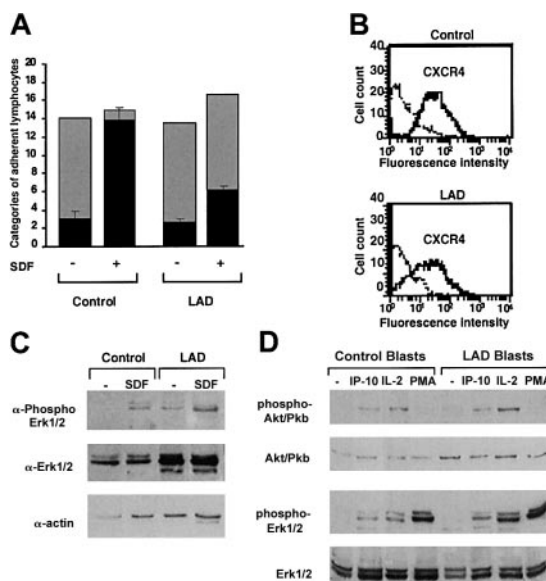 A
Categories of adherent lymphocytes
20
18
16
14
12
10
8
6
4
2
0
SDF - + - +
Control LAD
B
Control
CXCR4
Cell count
40
30
20
10
0
10⁰ 10¹ 10² 10³ 10⁴
Fluorescence intensity
LAD
CXCR4
Cell count
40
30
20
10
0
10⁰ 10¹ 10² 10³ 10⁴
Fluorescence intensity
C
Control LAD
- SDF - SDF
α-Phospho
Erk1/2
α-Erk1/2
α-actin
D
Control Blasts LAD Blasts
- IP-10 IL-2 PMA - IP-10 IL-2 PMA
phospho-
Akt/Pkb
Akt/Pkb
phospho-
Erk1/2
Erk1/2